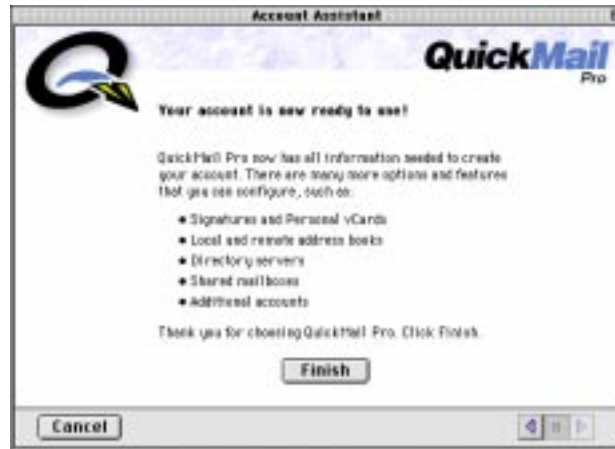 Account Assistant
QuickMail
Pro
Your account is now ready to use!
QuickMail Pro now has all information needed to create
your account. There are many more options and features
that you can configure, such as:
• Signatures and Personal vCards
• Local and remote address books
• Directory servers
• Shared mailboxes
• Additional accounts
Thank you for choosing QuickMail Pro. Click Finish.
Finish
Cancel